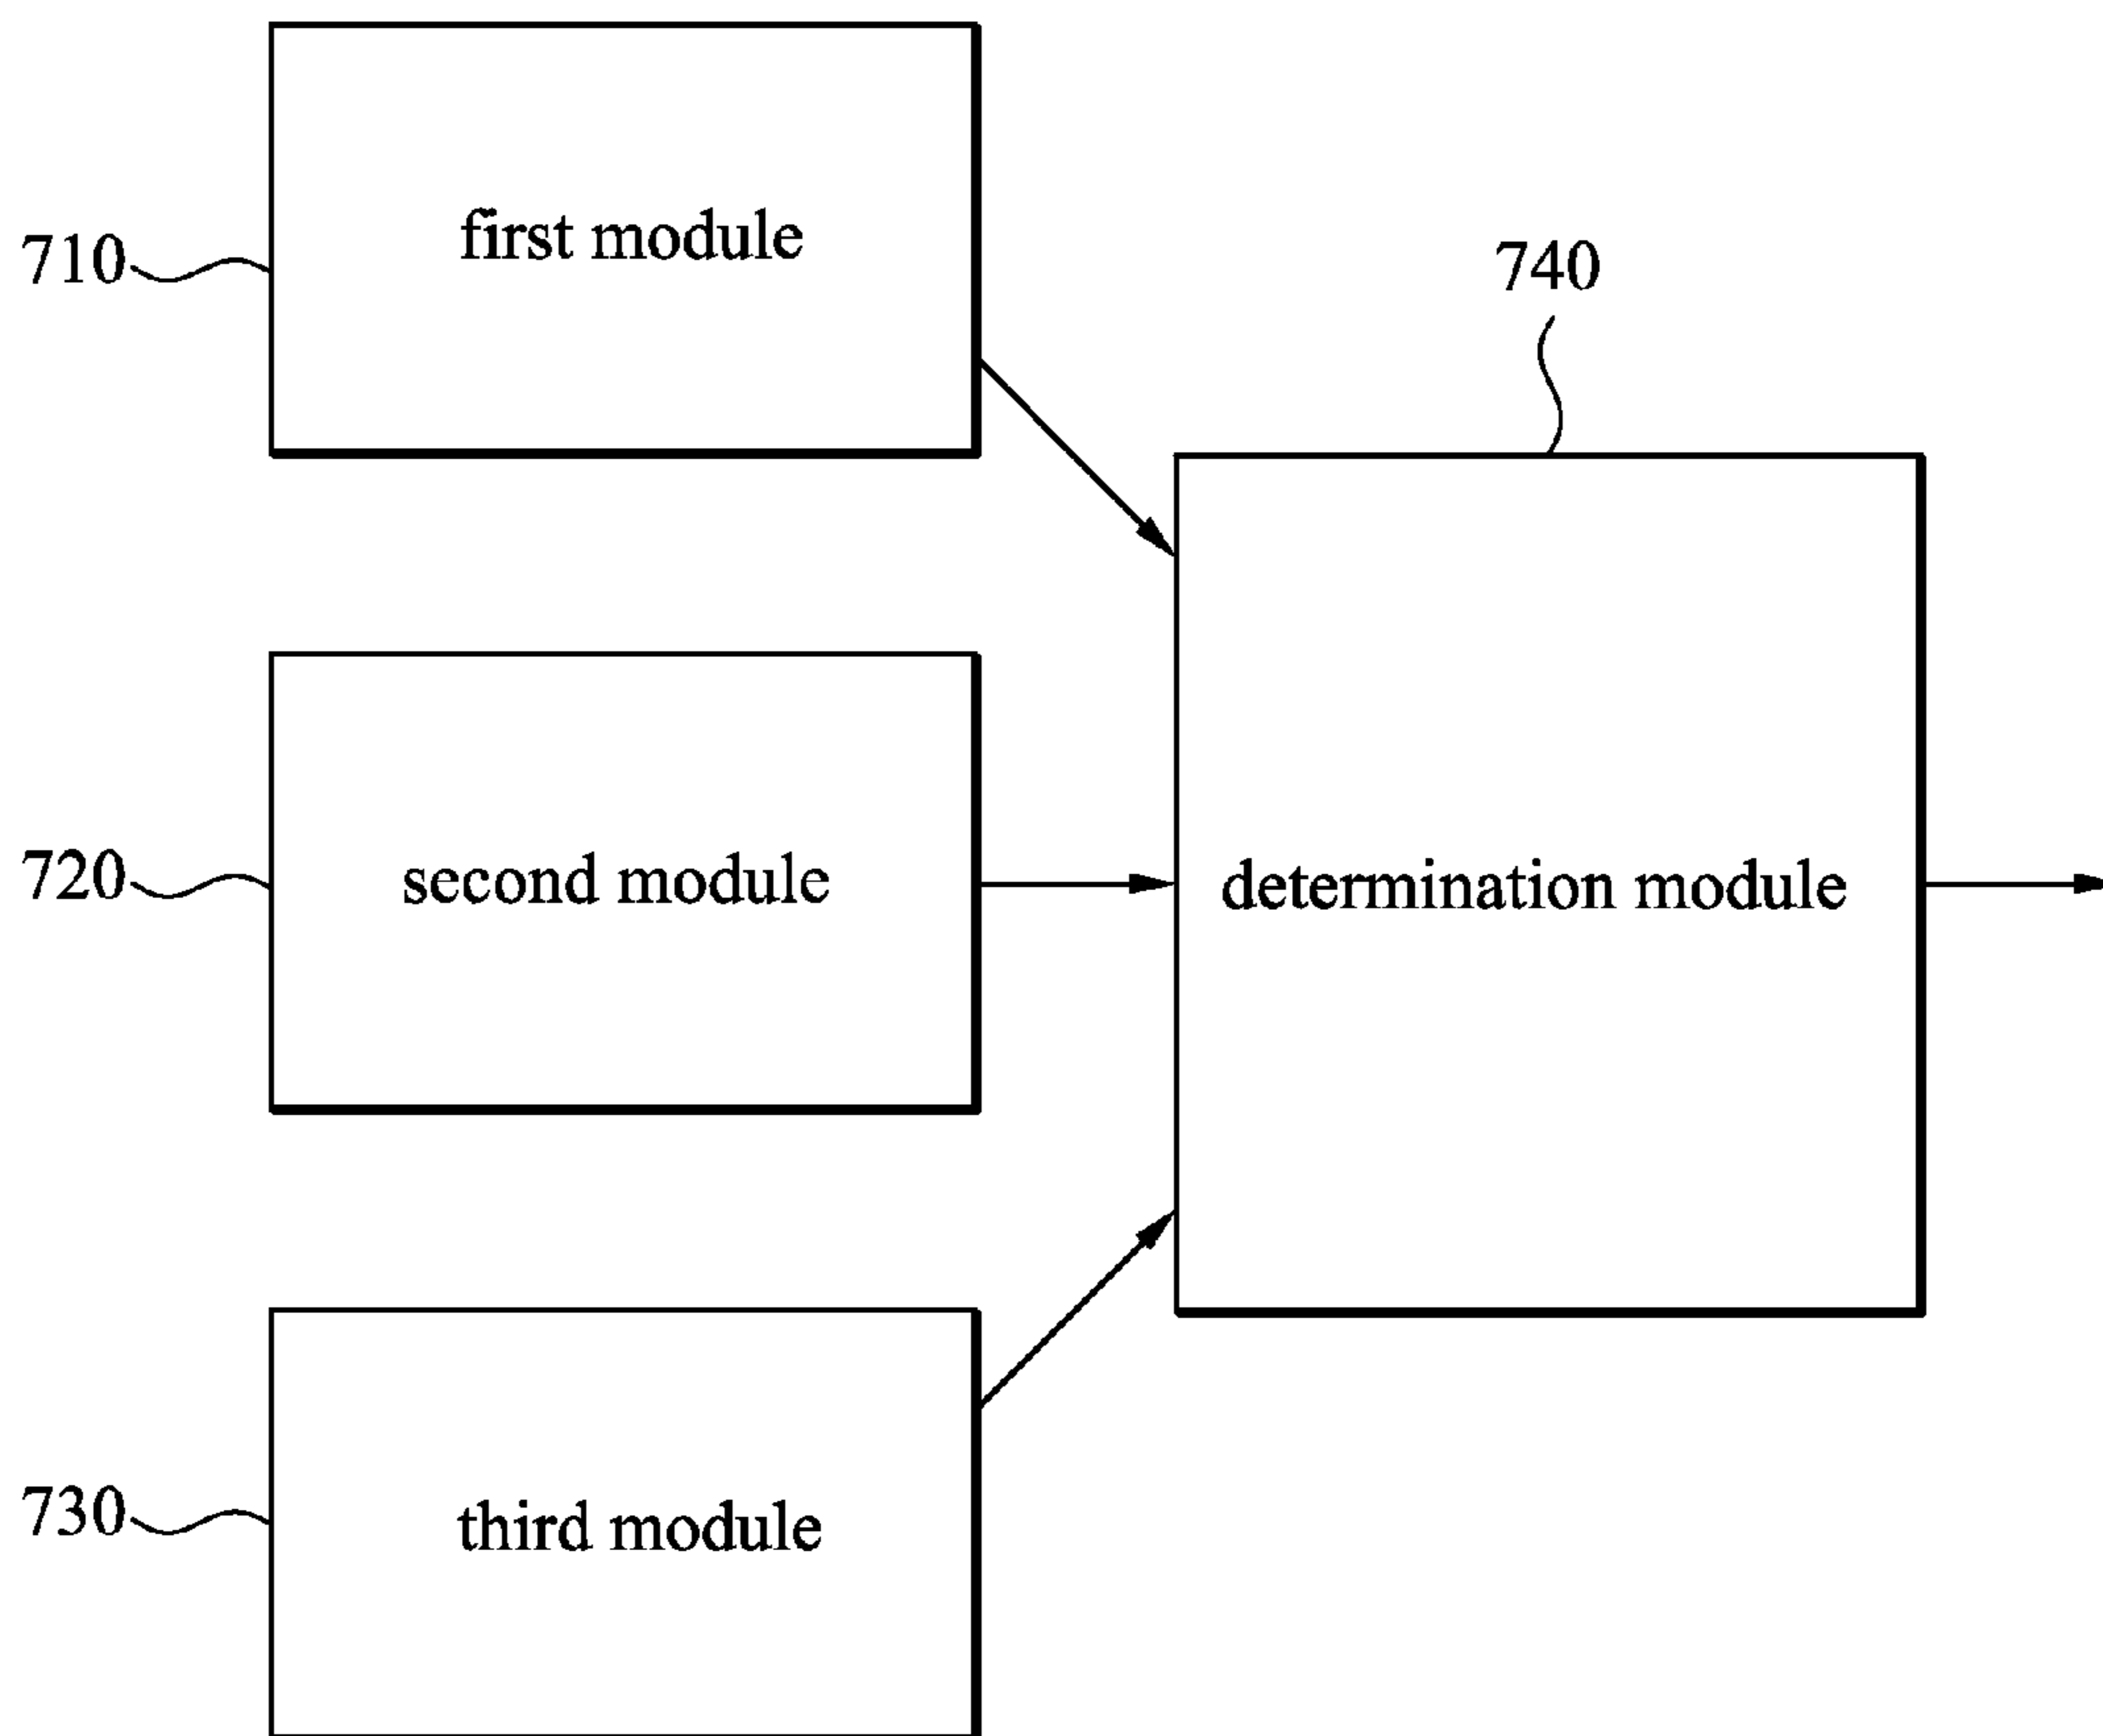 first module
710
740
720
second module
determination module
730
third module